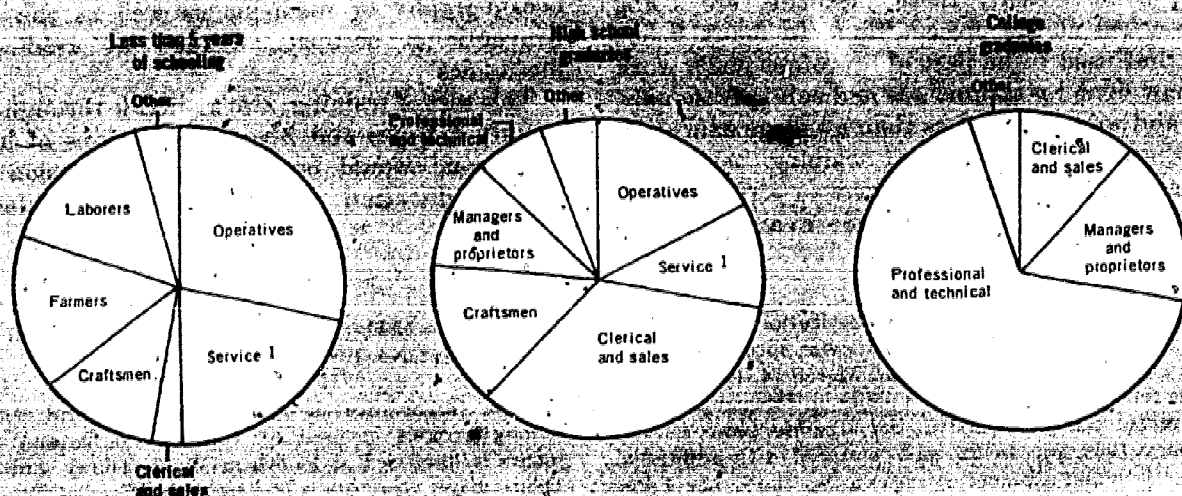 Less than 5 years
of schooling
Other
Laborers
Operatives
Farmers
Service 1
Craftsmen
Clerical
and sales
High school
graduates
Other
Professional
and technical
Operatives
Managers
and
proprietors
Service 1
Craftsmen
Clerical
and sales
College
graduates
Other
Clerical
and sales
Managers
and
proprietors
Professional
and technical